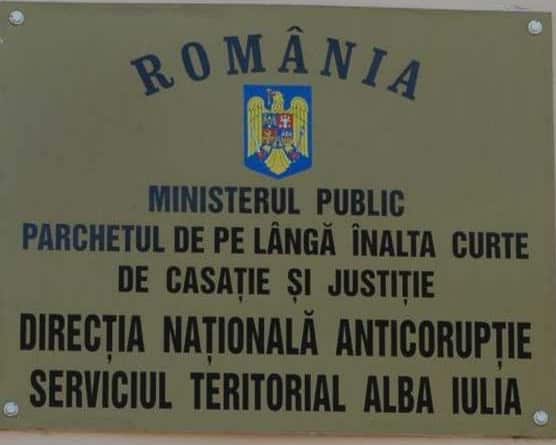 ROMÂNIA
MINISTERUL PUBLIC
PARCHETUL DE PE LÂNGĂ ÎNALTA CURTE
DE CASAȚIE ȘI JUSTIȚIE
DIRECȚIA NAȚIONALĂ ANTICORUPȚIE
SERVICIUL TERITORIAL ALBA IULIA